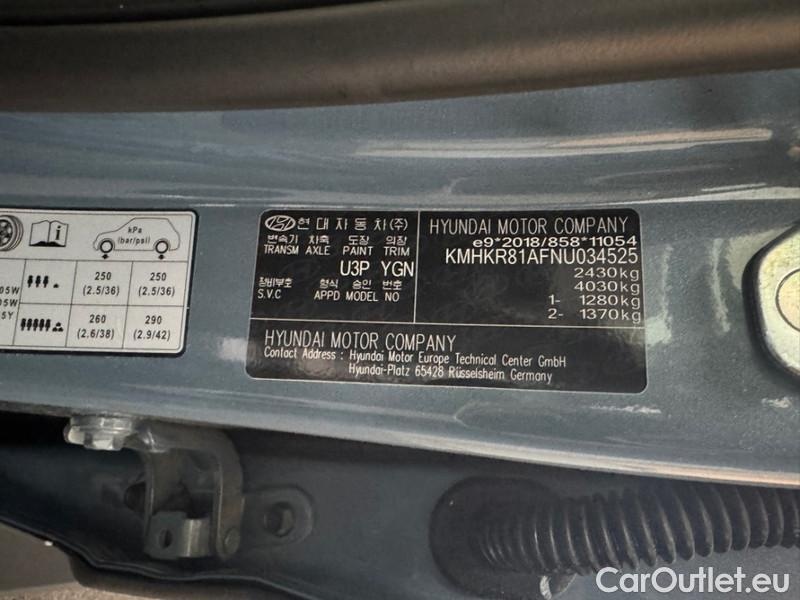 kPa
(bar/psi)
05W
05W
5Y
250
(2.5/36)
250
(2.5/36)
260
(2.6/38)
290
(2.9/42)
현대자동차(주)
변속기 차축 도장 의장
TRANSM AXLE PAINT TRIM
U3P YGN
장비부호 형식 승인 번호
S.V.C APPD MODEL NO
HYUNDAI MOTOR COMPANY
e9*2018/858*11054
KMHKR81AFNU034525
2430kg
4030kg
1- 1280kg
2- 1370kg
HYUNDAI MOTOR COMPANY
Contact Address : Hyundai Motor Europe Technical Center GmbH
Hyundai-Platz 65428 Rüsselsheim Germany
CarOutlet.eu